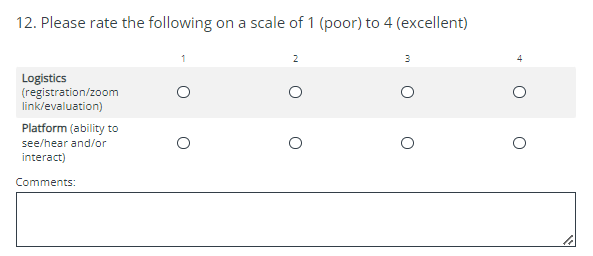 12. Please rate the following on a scale of 1 (poor) to 4 (excellent)
1 2 3 4
Logistics
(registration/zoom
link/evaluation)
Platform (ability to
see/hear and/or
interact)
Comments: